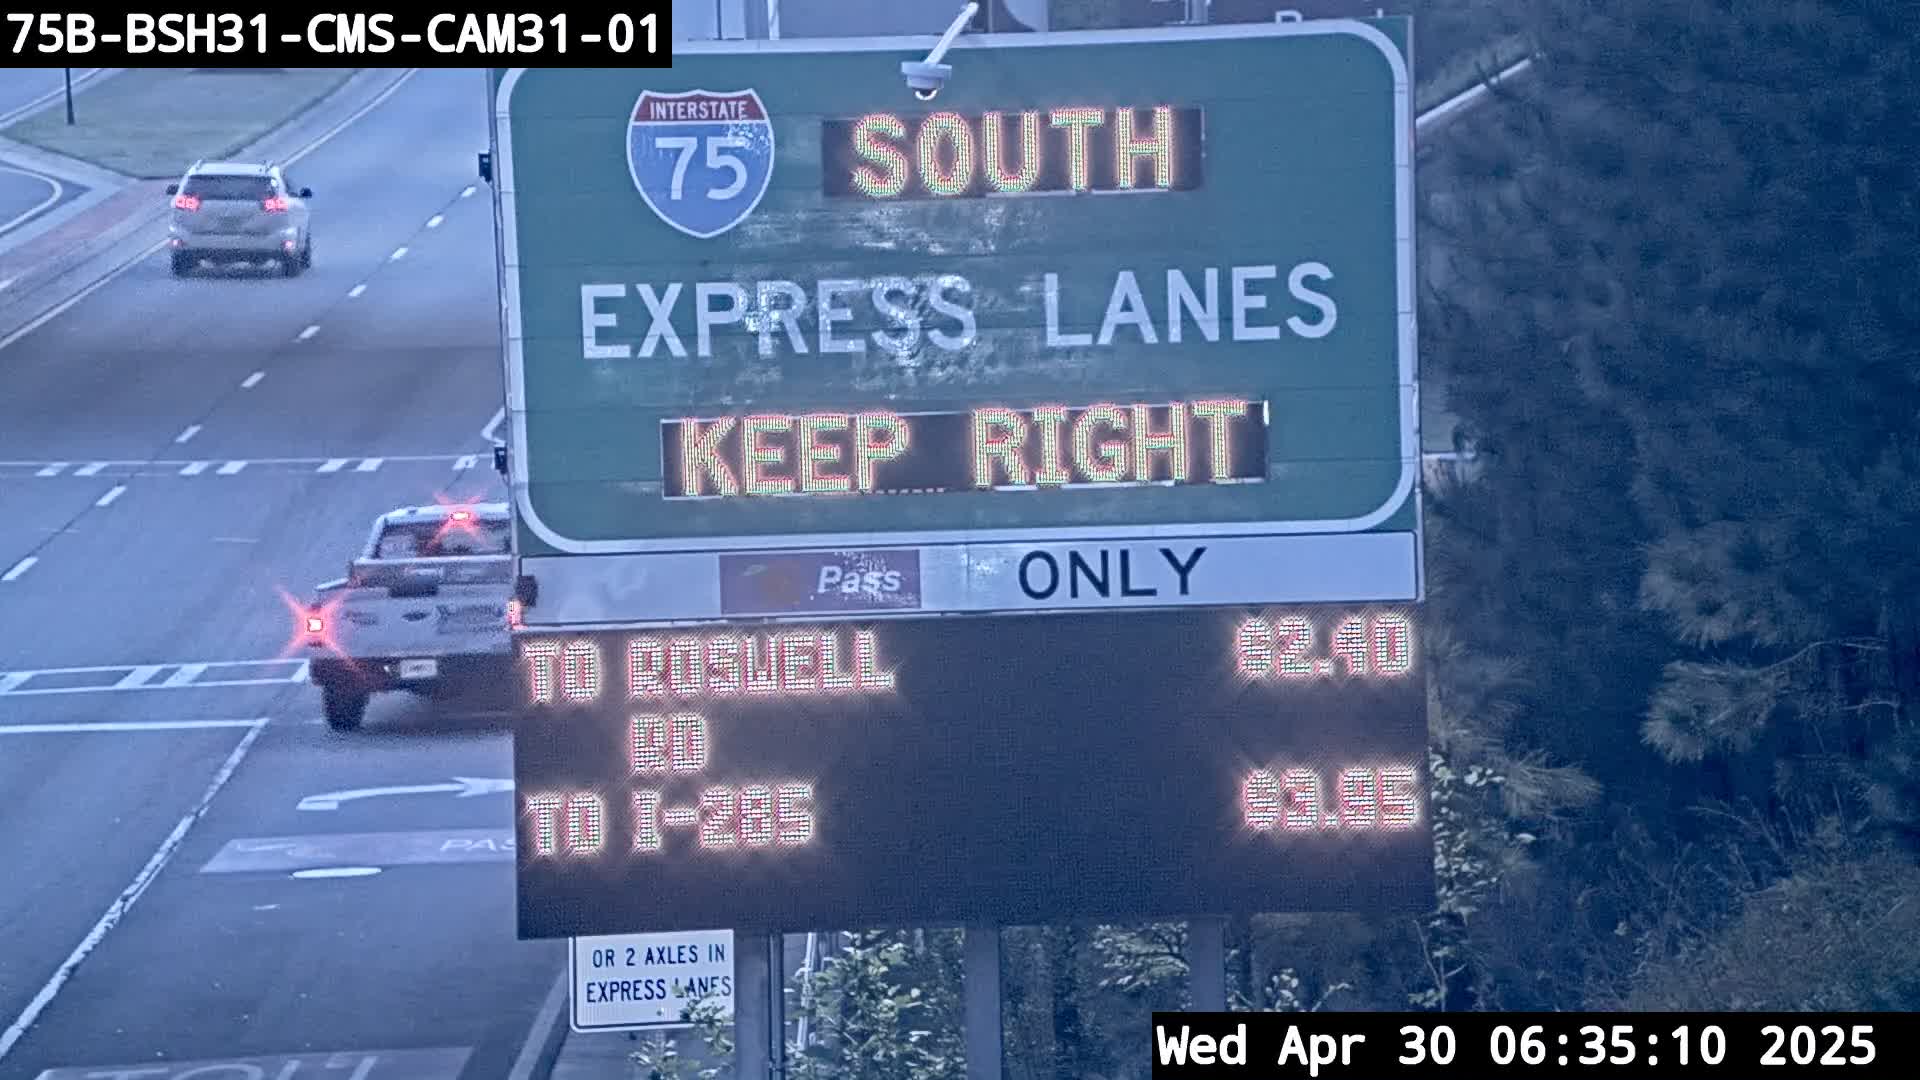 75B-BSH31-CMS-CAM31-01
INTERSTATE
75
SOUTH
EXPRESS LANES
KEEP RIGHT
Pass ONLY
TO ROSWELL $2.40
RD
TO I-285 $3.95
OR 2 AXLES IN
EXPRESS LANES
Wed Apr 30 06:35:10 2025